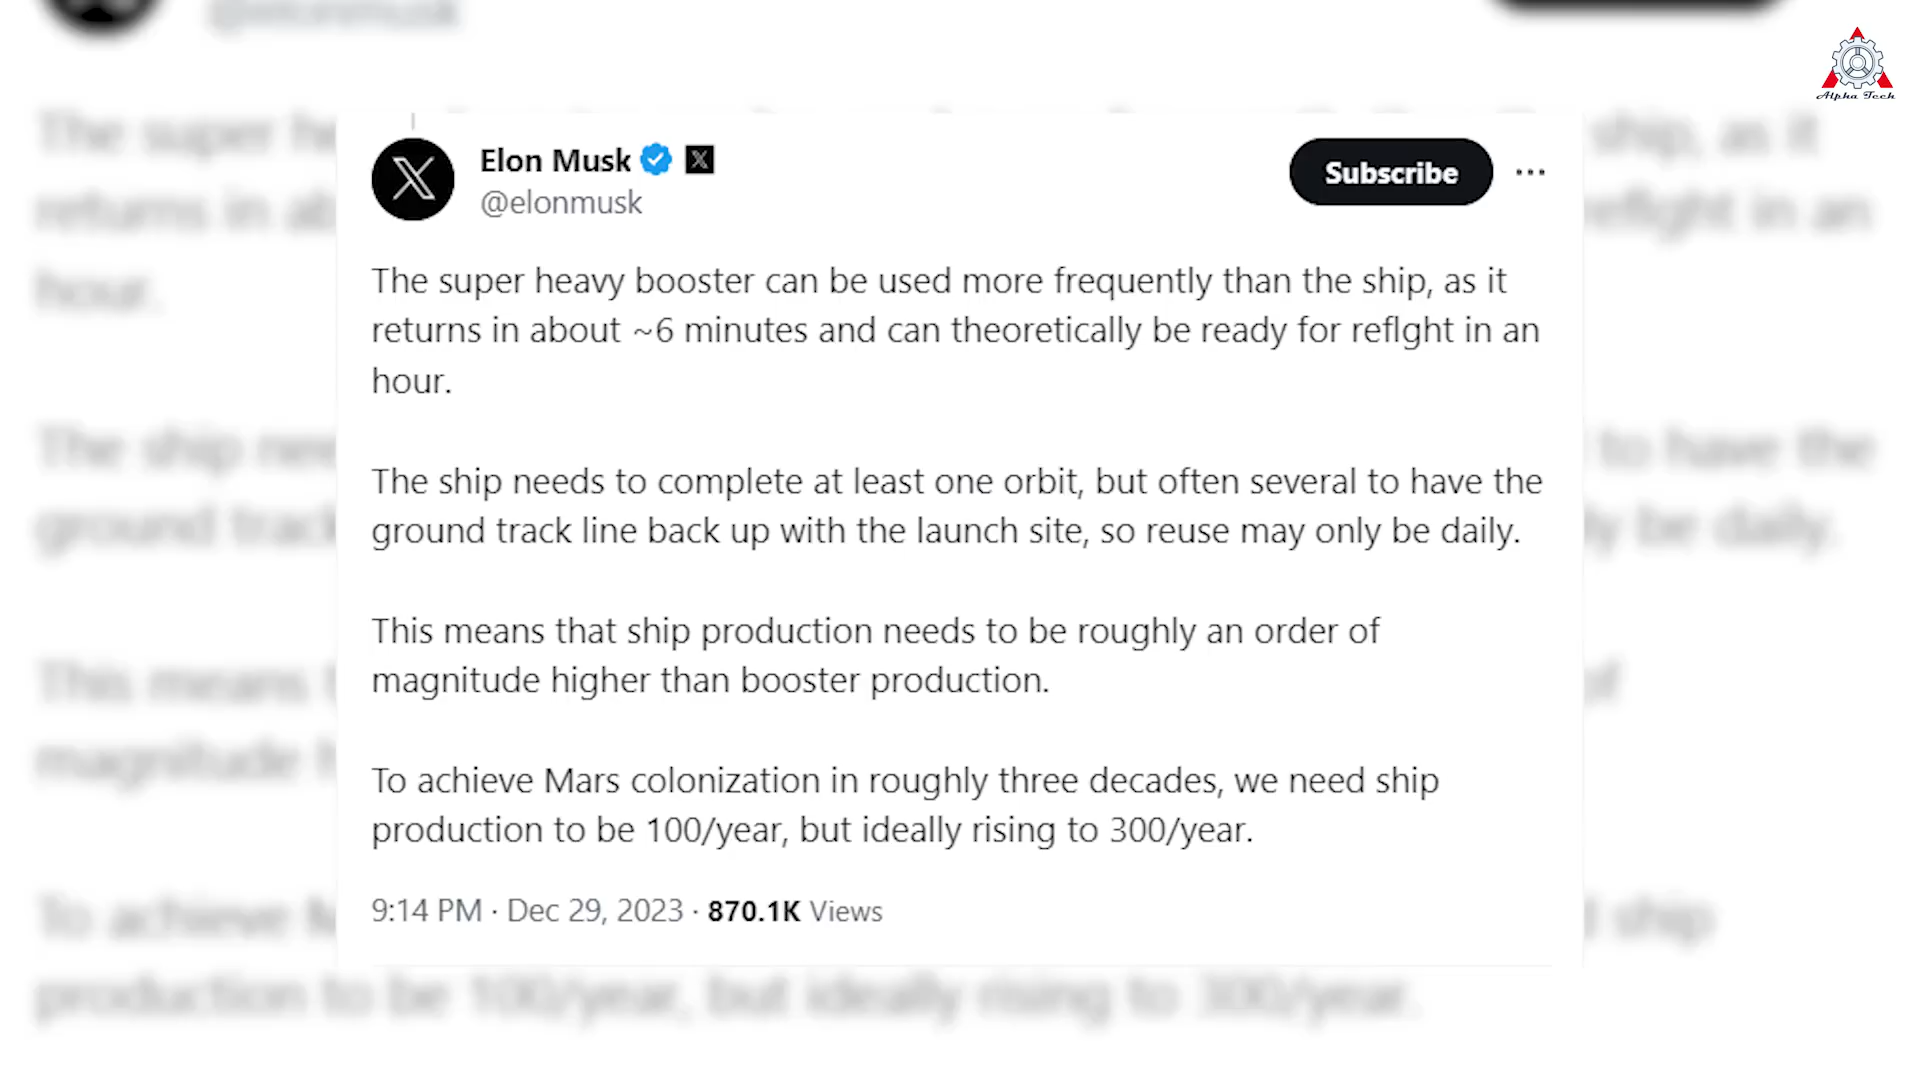 Alpha Tech
Elon Musk
@elonmusk
Subscribe
The super heavy booster can be used more frequently than the ship, as it
returns in about ~6 minutes and can theoretically be ready for reflght in an
hour.
The ship needs to complete at least one orbit, but often several to have the
ground track line back up with the launch site, so reuse may only be daily.
This means that ship production needs to be roughly an order of
magnitude higher than booster production.
To achieve Mars colonization in roughly three decades, we need ship
production to be 100/year, but ideally rising to 300/year.
9:14 PM · Dec 29, 2023 · 870.1K Views